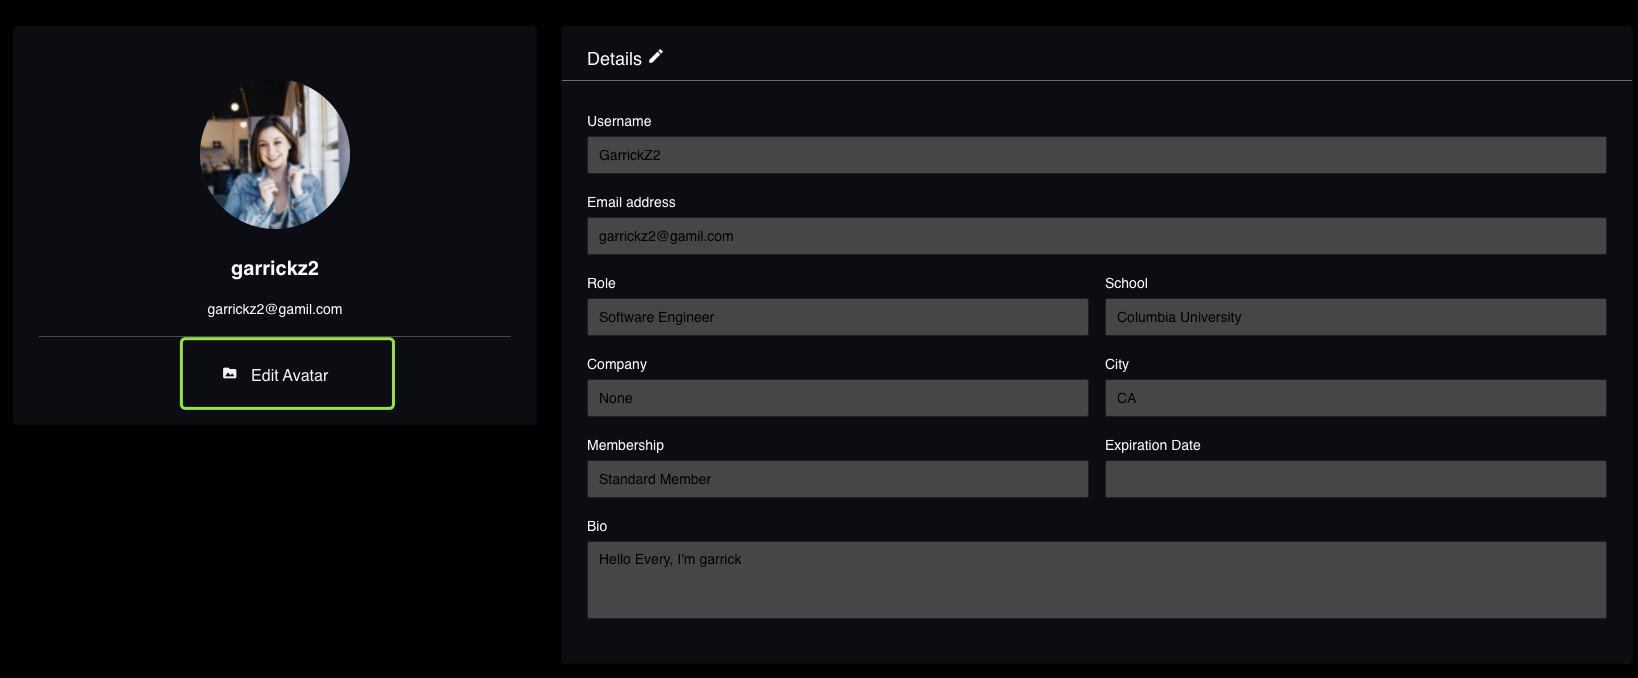 garrickz2
garrickz2@gamil.com
Edit Avatar
Details
Username
GarrickZ2
Email address
garrickz2@gamil.com
Role
School
Software Engineer
Columbia University
Company
City
None
CA
Membership
Expiration Date
Standard Member
Bio
Hello Every, I'm garrick